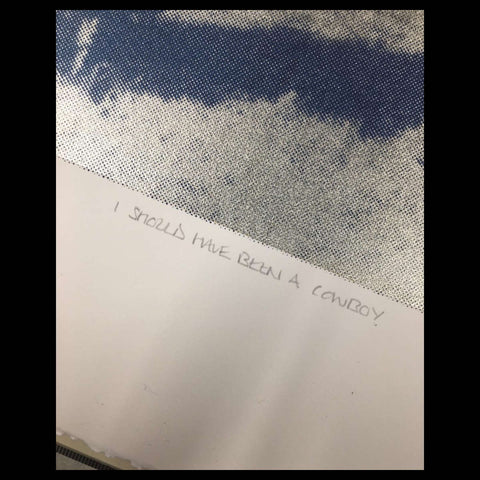 I SHOULD HAVE BEEN A COWBOY.